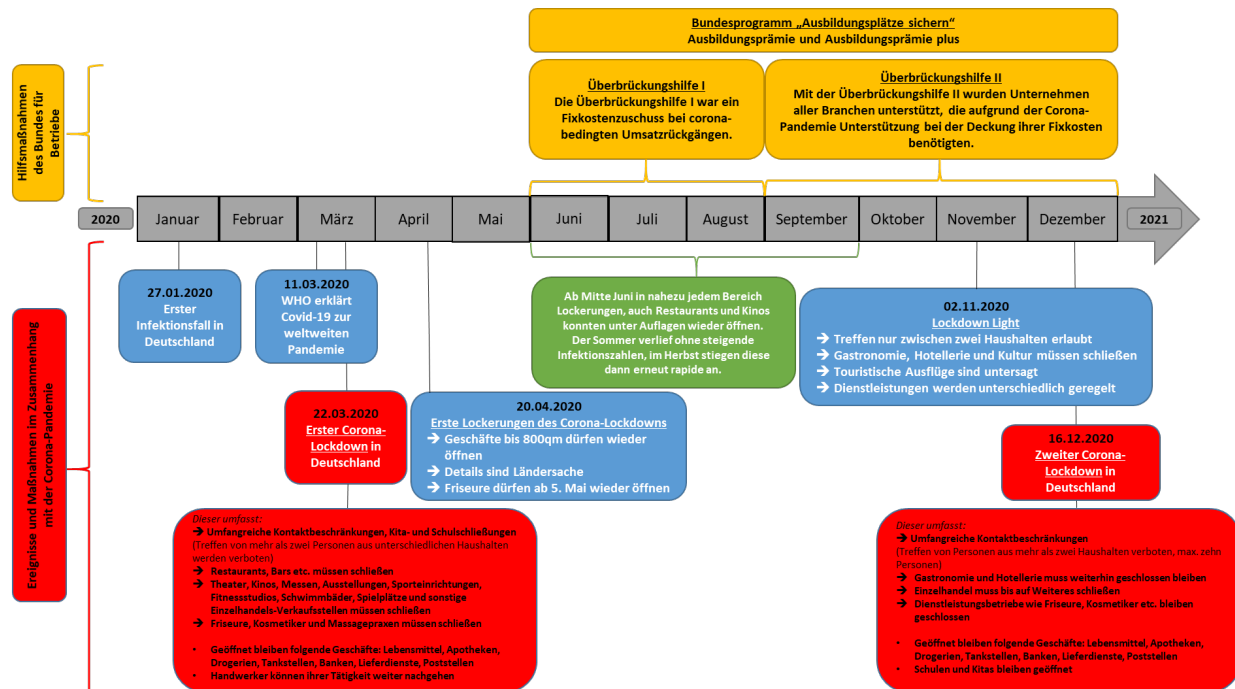 Bundesprogramm „Ausbildungsplätze sichern“
Ausbildungsprämie und Ausbildungsprämie plus
Hilfsmaßnahmen
des Bundes für
Betriebe
Überbrückungshilfe I
Die Überbrückungshilfe I war ein
Fixkostenzuschuss bei corona-
bedingten Umsatzrückgängen.
Überbrückungshilfe II
Mit der Überbrückungshilfe II wurden Unternehmen
aller Branchen unterstützt, die aufgrund der Corona-
Pandemie Unterstützung bei der Deckung ihrer Fixkosten
benötigten.
2020 Januar Februar März April Mai Juni Juli August September Oktober November Dezember 2021
Ereignisse und Maßnahmen im Zusammenhang
mit der Corona-Pandemie
27.01.2020
Erster
Infektionsfall in
Deutschland
11.03.2020
WHO erklärt
Covid-19 zur
weltweiten
Pandemie
22.03.2020
Erster Corona-
Lockdown in
Deutschland
Dieser umfasst:
→ Umfangreiche Kontaktbeschränkungen, Kita- und Schulschließungen
(Treffen von mehr als zwei Personen aus unterschiedlichen Haushalten
werden verboten)
→ Restaurants, Bars etc. müssen schließen
→ Theater, Kinos, Messen, Ausstellungen, Sporteinrichtungen,
Fitnessstudios, Schwimmbäder, Spielplätze und sonstige
Einzelhandels-Verkaufsstellen müssen schließen
→ Friseure, Kosmetiker und Massagepraxen müssen schließen
• Geöffnet bleiben folgende Geschäfte: Lebensmittel, Apotheken,
Drogerien, Tankstellen, Banken, Lieferdienste, Poststellen
• Handwerker können ihrer Tätigkeit weiter nachgehen
20.04.2020
Erste Lockerungen des Corona-Lockdowns
→ Geschäfte bis 800qm dürfen wieder
öffnen
→ Details sind Ländersache
→ Friseure dürfen ab 5. Mai wieder öffnen
Ab Mitte Juni in nahezu jedem Bereich
Lockerungen, auch Restaurants und Kinos
konnten unter Auflagen wieder öffnen.
Der Sommer verlief ohne steigende
Infektionszahlen, im Herbst stiegen diese
dann erneut rapide an.
02.11.2020
Lockdown Light
→ Treffen nur zwischen zwei Haushalten erlaubt
→ Gastronomie, Hotellerie und Kultur müssen schließen
→ Touristische Ausflüge sind untersagt
→ Dienstleistungen werden unterschiedlich geregelt
16.12.2020
Zweiter Corona-
Lockdown in
Deutschland
Dieser umfasst:
→ Umfangreiche Kontaktbeschränkungen
(Treffen von Personen aus mehr als zwei Haushalten verboten, max. zehn
Personen)
→ Gastronomie und Hotellerie muss weiterhin geschlossen bleiben
→ Einzelhandel muss bis auf Weiteres schließen
→ Dienstleistungsbetriebe wie Friseure, Kosmetiker etc. bleiben
geschlossen
• Geöffnet bleiben folgende Geschäfte: Lebensmittel, Apotheken,
Drogerien, Tankstellen, Banken, Lieferdienste, Poststellen
• Schulen und Kitas bleiben geöffnet